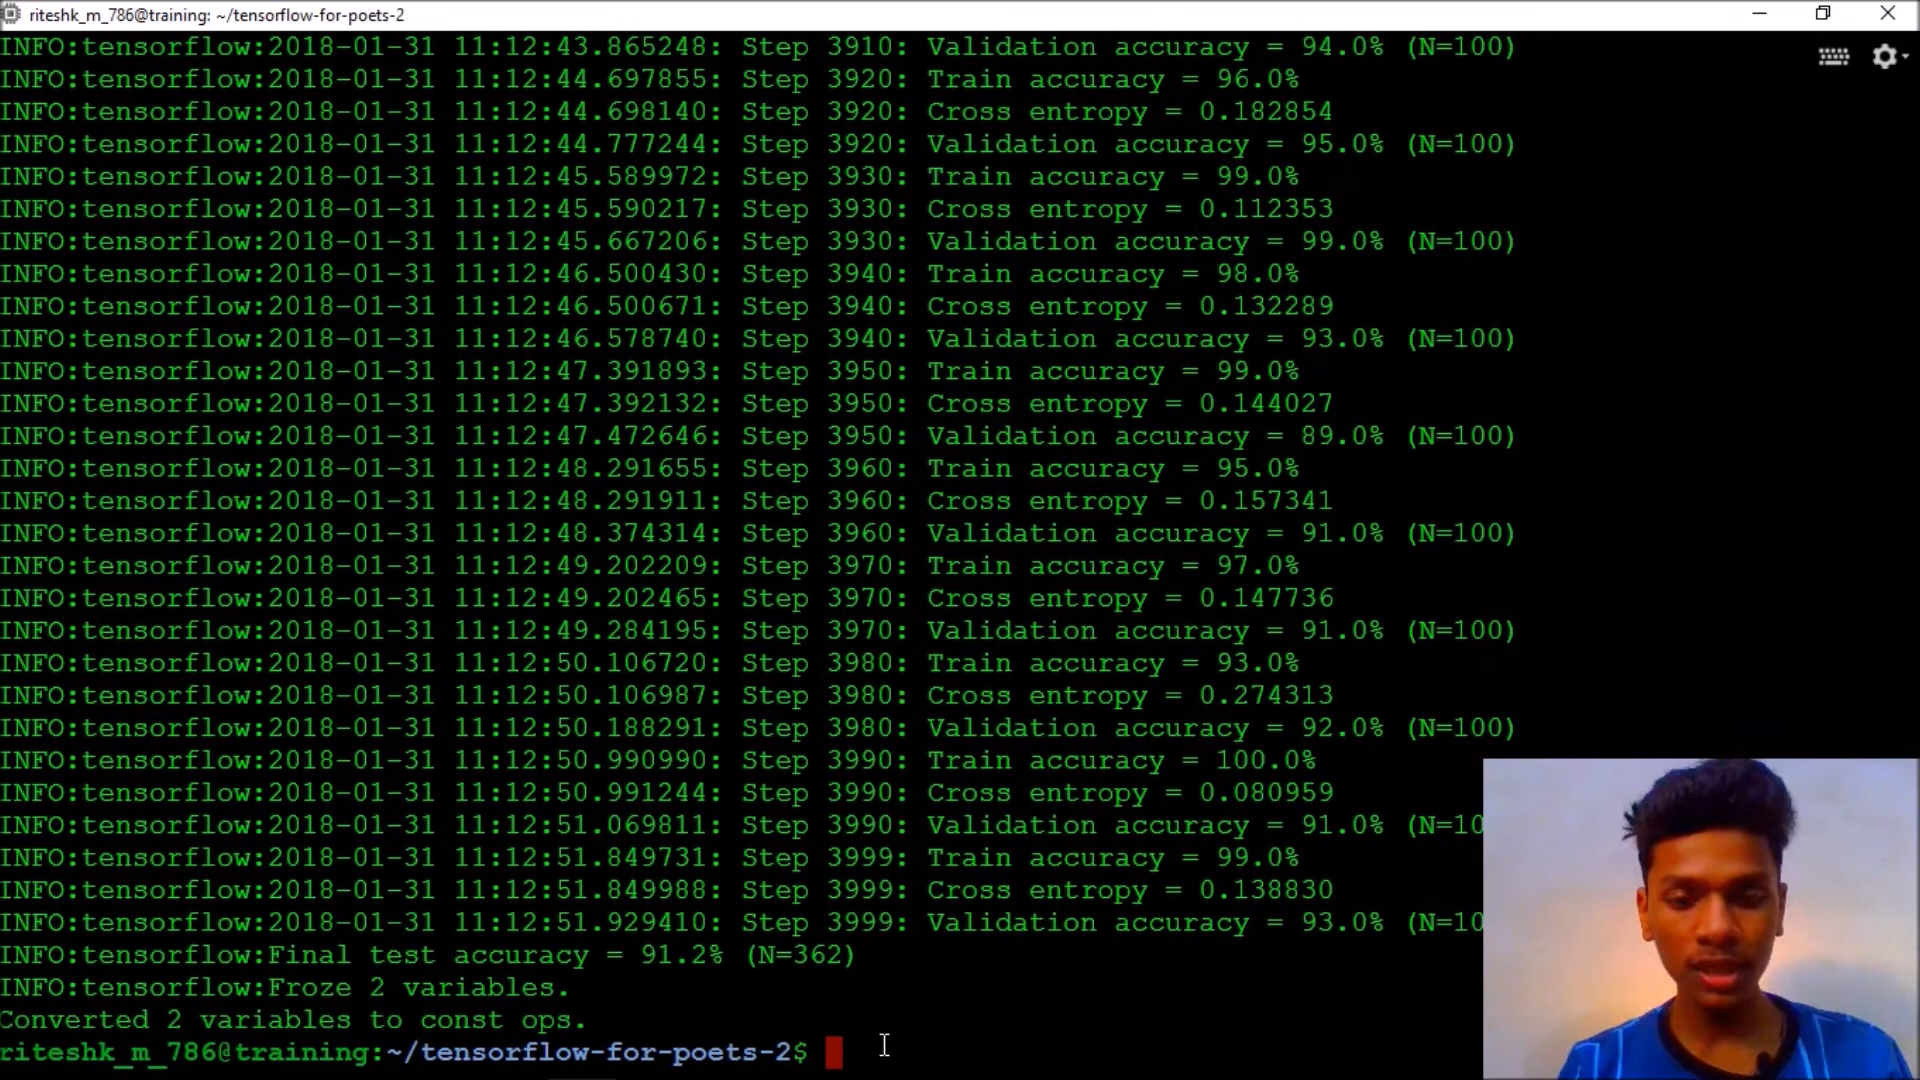 riteshk_m_786@training: ~/tensorflow-for-poets-2
INFO:tensorflow:2018-01-31 11:12:43.865248: Step 3910: Validation accuracy = 94.0% (N=100)
INFO:tensorflow:2018-01-31 11:12:44.697855: Step 3920: Train accuracy = 96.0%
INFO:tensorflow:2018-01-31 11:12:44.698140: Step 3920: Cross entropy = 0.182854
INFO:tensorflow:2018-01-31 11:12:44.777244: Step 3920: Validation accuracy = 95.0% (N=100)
INFO:tensorflow:2018-01-31 11:12:45.589972: Step 3930: Train accuracy = 99.0%
INFO:tensorflow:2018-01-31 11:12:45.590217: Step 3930: Cross entropy = 0.112353
INFO:tensorflow:2018-01-31 11:12:45.667206: Step 3930: Validation accuracy = 99.0% (N=100)
INFO:tensorflow:2018-01-31 11:12:46.500430: Step 3940: Train accuracy = 98.0%
INFO:tensorflow:2018-01-31 11:12:46.500671: Step 3940: Cross entropy = 0.132289
INFO:tensorflow:2018-01-31 11:12:46.578740: Step 3940: Validation accuracy = 93.0% (N=100)
INFO:tensorflow:2018-01-31 11:12:47.391893: Step 3950: Train accuracy = 99.0%
INFO:tensorflow:2018-01-31 11:12:47.392132: Step 3950: Cross entropy = 0.144027
INFO:tensorflow:2018-01-31 11:12:47.472646: Step 3950: Validation accuracy = 89.0% (N=100)
INFO:tensorflow:2018-01-31 11:12:48.291655: Step 3960: Train accuracy = 95.0%
INFO:tensorflow:2018-01-31 11:12:48.291911: Step 3960: Cross entropy = 0.157341
INFO:tensorflow:2018-01-31 11:12:48.374314: Step 3960: Validation accuracy = 91.0% (N=100)
INFO:tensorflow:2018-01-31 11:12:49.202209: Step 3970: Train accuracy = 97.0%
INFO:tensorflow:2018-01-31 11:12:49.202465: Step 3970: Cross entropy = 0.147736
INFO:tensorflow:2018-01-31 11:12:49.284195: Step 3970: Validation accuracy = 91.0% (N=100)
INFO:tensorflow:2018-01-31 11:12:50.106720: Step 3980: Train accuracy = 93.0%
INFO:tensorflow:2018-01-31 11:12:50.106987: Step 3980: Cross entropy = 0.274313
INFO:tensorflow:2018-01-31 11:12:50.188291: Step 3980: Validation accuracy = 92.0% (N=100)
INFO:tensorflow:2018-01-31 11:12:50.990990: Step 3990: Train accuracy = 100.0%
INFO:tensorflow:2018-01-31 11:12:50.991244: Step 3990: Cross entropy = 0.080959
INFO:tensorflow:2018-01-31 11:12:51.069811: Step 3990: Validation accuracy = 91.0% (N=10
INFO:tensorflow:2018-01-31 11:12:51.849731: Step 3999: Train accuracy = 99.0%
INFO:tensorflow:2018-01-31 11:12:51.849988: Step 3999: Cross entropy = 0.138830
INFO:tensorflow:2018-01-31 11:12:51.929410: Step 3999: Validation accuracy = 93.0% (N=10
INFO:tensorflow:Final test accuracy = 91.2% (N=362)
INFO:tensorflow:Froze 2 variables.
Converted 2 variables to const ops.
riteshk_m_786@training:~/tensorflow-for-poets-2$